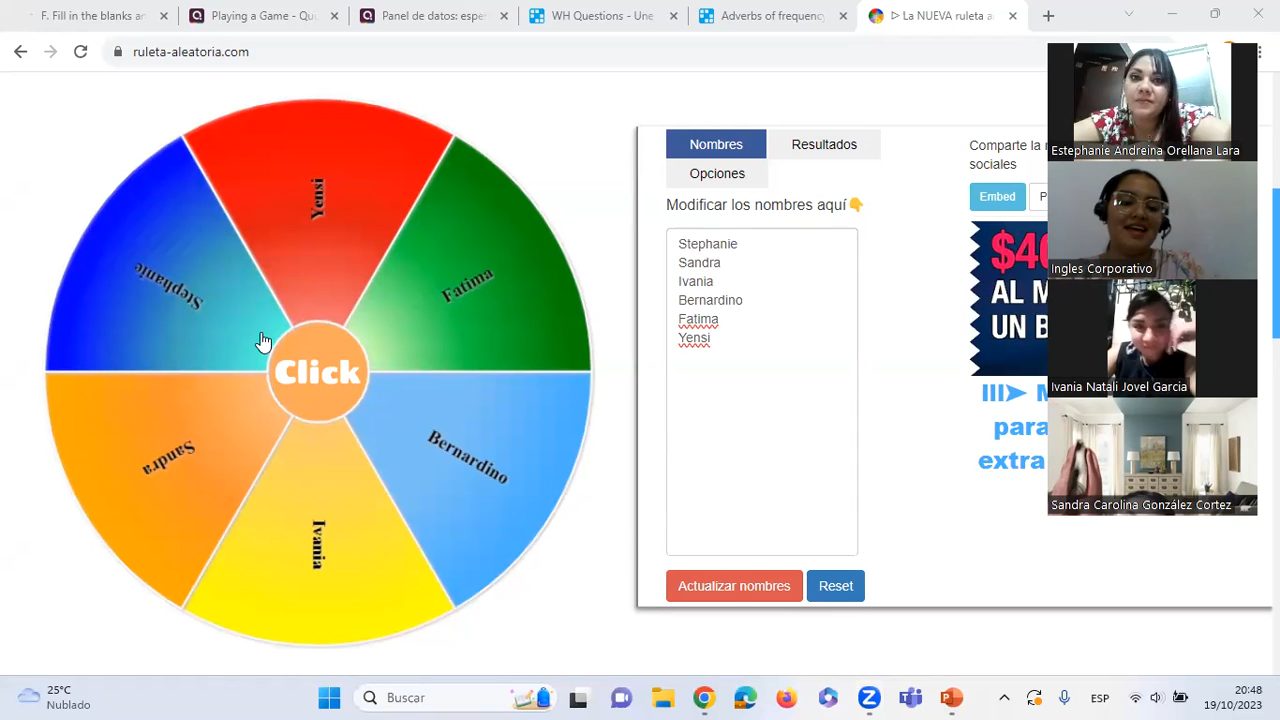 F. Fill in the blanks an
Playing a Game - Qu
Panel de datos: espe
WH Questions - Une
Adverbs of frequency
▷ La NUEVA ruleta a
ruleta-aleatoria.com
Yensi
Fatima
Bernardino
Ivania
Sandra
Stephanie
Click
Nombres
Resultados
Opciones
Modificar los nombres aquí👇
Stephanie
Sandra
Ivania
Bernardino
Fatima
Yensi
Actualizar nombres
Reset
Comparte la r
sociales
Embed
P
$40
AL M
UN B
III➤ M
para
extra
Estephanie Andreina Orellana Lara
Ingles Corporativo
Ivania Natali Jovel Garcia
Sandra Carolina González Cortez
25°C
Nublado
Buscar
ESP
20:48
19/10/2023